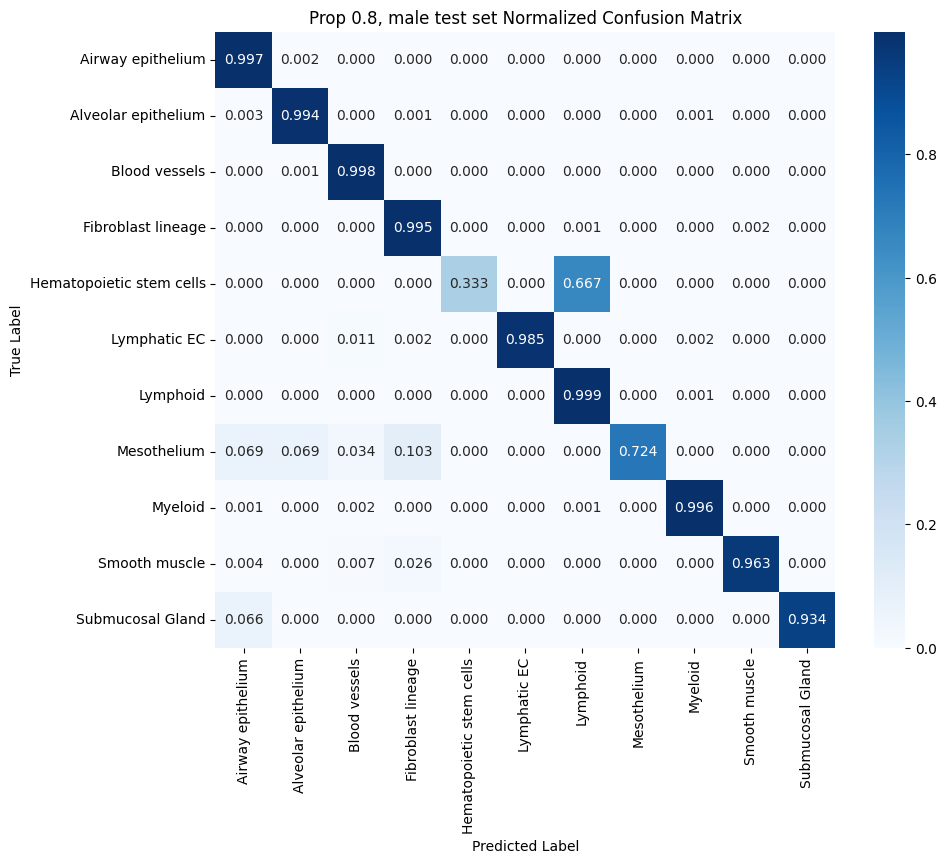 Prop 0.8, male test set Normalized Confusion Matrix
True Label
Airway epithelium 0.997 0.002 0.000 0.000 0.000 0.000 0.000 0.000 0.000 0.000 0.000
Alveolar epithelium 0.003 0.994 0.000 0.001 0.000 0.000 0.000 0.000 0.001 0.000 0.000
Blood vessels 0.000 0.001 0.998 0.000 0.000 0.000 0.000 0.000 0.000 0.000 0.000
Fibroblast lineage 0.000 0.000 0.000 0.995 0.000 0.000 0.001 0.000 0.000 0.002 0.000
Hematopoietic stem cells 0.000 0.000 0.000 0.000 0.333 0.000 0.667 0.000 0.000 0.000 0.000
Lymphatic EC 0.000 0.000 0.011 0.002 0.000 0.985 0.000 0.000 0.002 0.000 0.000
Lymphoid 0.000 0.000 0.000 0.000 0.000 0.000 0.999 0.000 0.001 0.000 0.000
Mesothelium 0.069 0.069 0.034 0.103 0.000 0.000 0.000 0.724 0.000 0.000 0.000
Myeloid 0.001 0.000 0.002 0.000 0.000 0.000 0.001 0.000 0.996 0.000 0.000
Smooth muscle 0.004 0.000 0.007 0.026 0.000 0.000 0.000 0.000 0.000 0.963 0.000
Submucosal Gland 0.066 0.000 0.000 0.000 0.000 0.000 0.000 0.000 0.000 0.000 0.934
Airway epithelium
Alveolar epithelium
Blood vessels
Fibroblast lineage
Hematopoietic stem cells
Lymphatic EC
Lymphoid
Mesothelium
Myeloid
Smooth muscle
Submucosal Gland
Predicted Label
0.8
0.6
0.4
0.2
0.0